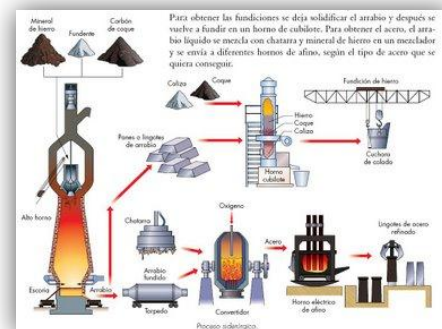 Para obtener las fundiciones se deja solidificar el arrabio y después se
vuelve a fundir en un horno de cubilote. Para obtener el acero, el arra-
bio líquido se mezcla con chatarra y mineral de hierro en un mezclador
y se envía a diferentes hornos de afino, según el tipo de acero que se
quiera conseguir.
Mineral
de hierro
Fundente
Carbón
de coque
Caliza
Coque
Fundición de hierro
Hierro
Coque
Caliza
Panes o lingotes
de arrabio
Horno
cubilote
Cuchara
de colada
Alto horno
Chatarra
Oxígeno
Acero
Lingotes de acero
refinado
Escoria
Arrabio
Arrabio
fundido
Torpedo
Convertidor
Horno eléctrico
de afino
Proceso siderúrgico.